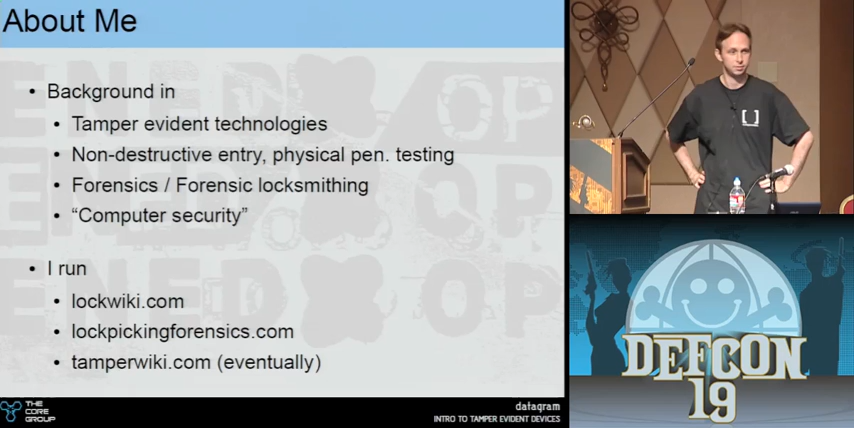 About Me
• Background in
• Tamper evident technologies
• Non-destructive entry, physical pen. testing
• Forensics / Forensic locksmithing
• “Computer security”
• I run
• lockwiki.com
• lockpickingforensics.com
• tamperwiki.com (eventually)
THE
CORE
GROUP
datagram
INTRO TO TAMPER EVIDENT DEVICES
[ ]
DEFCON
19